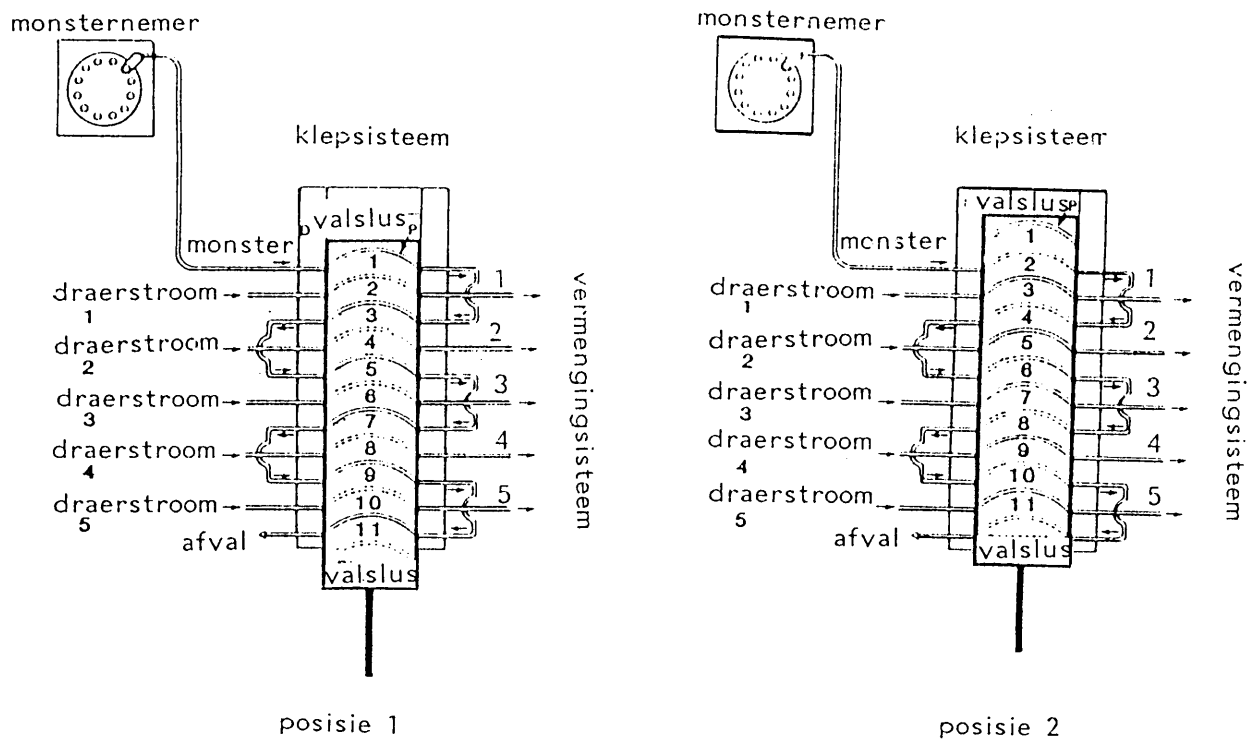 monsternemer
klepsisteem
valslus
P
monster
1
2
3
4
5
6
7
8
9
10
11
valslus
draerstroom
1
draerstroom
2
draerstroom
3
draerstroom
4
draerstroom
5
afval
1
2
3
4
5
vermengingsisteem
posisie 1
monsternemer
klepsisteem
valslus
P
monster
1
2
3
4
5
6
7
8
9
10
11
valslus
draerstroom
1
draerstroom
2
draerstroom
3
draerstroom
4
draerstroom
5
afval
1
2
3
4
5
vermengingsisteem
posisie 2